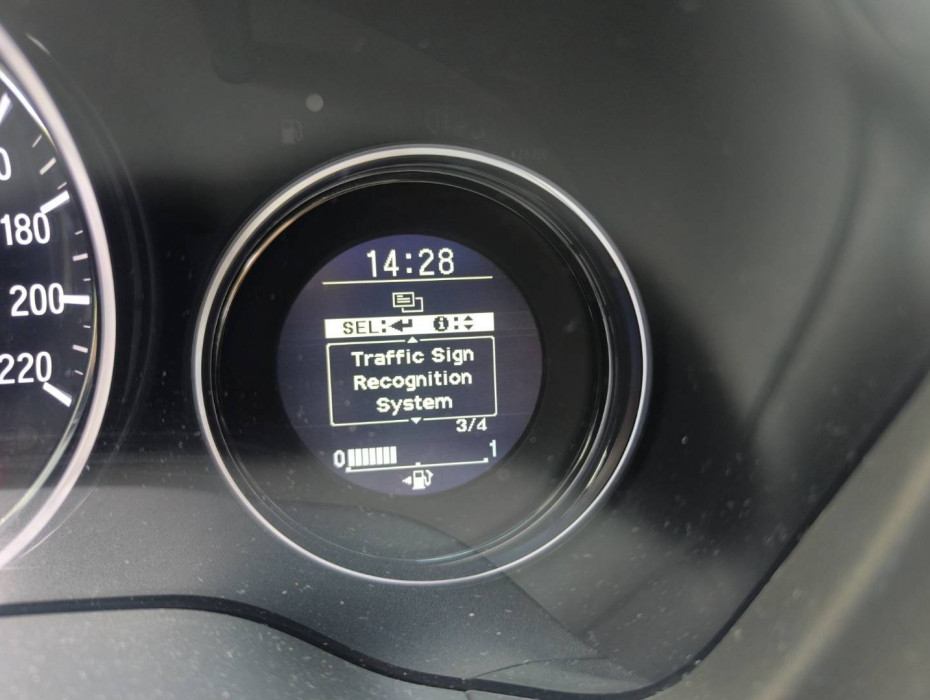 180
200
220
14:28
SEL: i:
Traffic Sign
Recognition
System
3/4
0 1